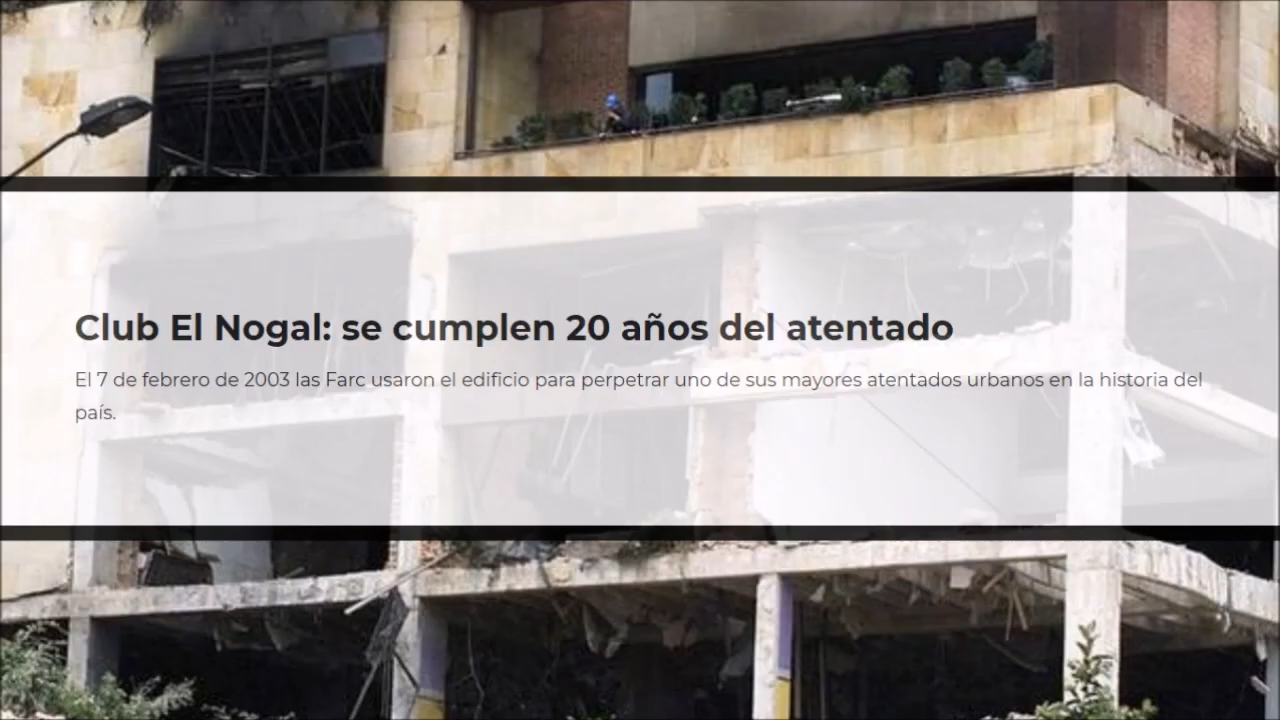 Club El Nogal: se cumplen 20 años del atentado
El 7 de febrero de 2003 las Farc usaron el edificio para perpetrar uno de sus mayores atentados urbanos en la historia del
país.